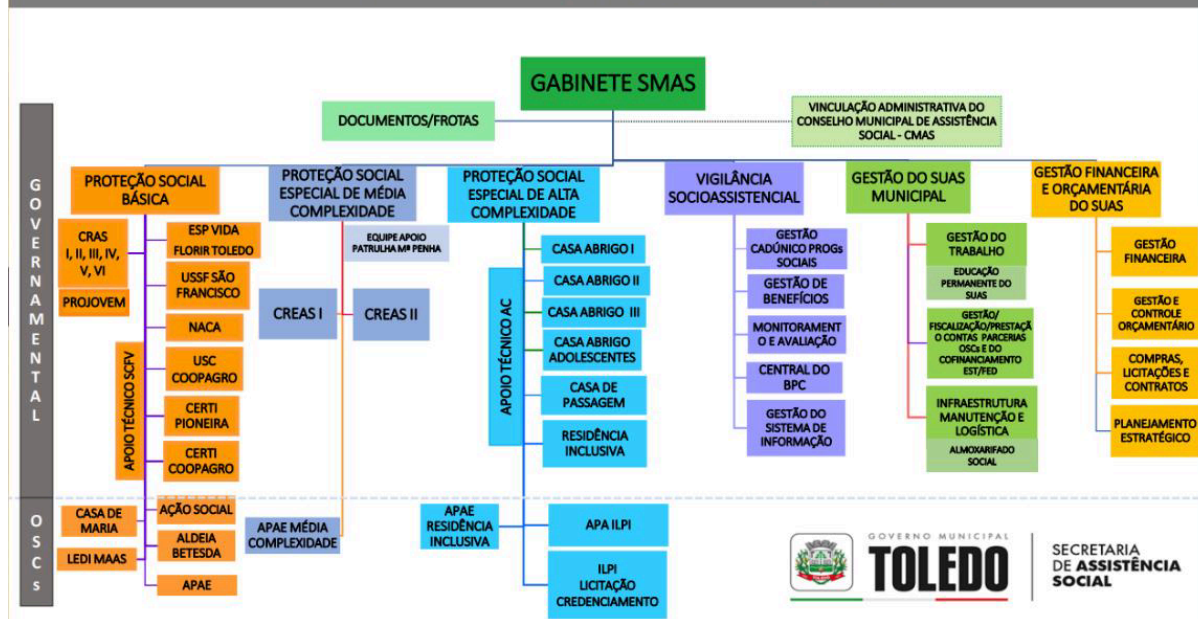 GABINETE SMAS
DOCUMENTOS/FROTAS
VINCULAÇÃO ADMINISTRATIVA DO
CONSELHO MUNICIPAL DE ASSISTÊNCIA
SOCIAL - CMAS
GOVERNAMENTAL
PROTEÇÃO SOCIAL
BÁSICA
CRAS
I, II, III, IV,
V, VI
PROJOVEM
APOIO TÉCNICO SCFV
ESP VIDA
FLORIR TOLEDO
USSF SÃO
FRANCISCO
NACA
USC
COOPAGRO
CERTI
PIONEIRA
CERTI
COOPAGRO
PROTEÇÃO SOCIAL
ESPECIAL DE MÉDIA
COMPLEXIDADE
EQUIPE APOIO
PATRULHA Mª PENHA
CREAS I
CREAS II
PROTEÇÃO SOCIAL
ESPECIAL DE ALTA
COMPLEXIDADE
APOIO TÉCNICO AC
CASA ABRIGO I
CASA ABRIGO II
CASA ABRIGO III
CASA ABRIGO
ADOLESCENTES
CASA DE
PASSAGEM
RESIDÊNCIA
INCLUSIVA
VIGILÂNCIA
SOCIOASSISTENCIAL
GESTÃO
CADÚNICO PROGs
SOCIAIS
GESTÃO DE
BENEFÍCIOS
MONITORAMENT
O E AVALIAÇÃO
CENTRAL DO
BPC
GESTÃO DO
SISTEMA DE
INFORMAÇÃO
GESTÃO DO SUAS
MUNICIPAL
GESTÃO DO
TRABALHO
EDUCAÇÃO
PERMANENTE DO
SUAS
GESTÃO/
FISCALIZAÇÃO/PRESTAÇÃ
O CONTAS PARCERIAS
OSCs E DO
COFINANCIAMENTO
EST/FED
INFRAESTRUTURA
MANUTENÇÃO E
LOGÍSTICA
ALMOXARIFADO
SOCIAL
GESTÃO FINANCEIRA
E ORÇAMENTÁRIA
DO SUAS
GESTÃO
FINANCEIRA
GESTÃO E
CONTROLE
ORÇAMENTÁRIO
COMPRAS,
LICITAÇÕES E
CONTRATOS
PLANEJAMENTO
ESTRATÉGICO
OSCs
CASA DE
MARIA
LEDI MAAS
AÇÃO SOCIAL
ALDEIA
BETESDA
APAE
APAE MÉDIA
COMPLEXIDADE
APAE
RESIDÊNCIA
INCLUSIVA
APA ILPI
ILPI
LICITAÇÃO
CREDENCIAMENTO
GOVERNO MUNICIPAL
TOLEDO
SECRETARIA
DE ASSISTÊNCIA
SOCIAL